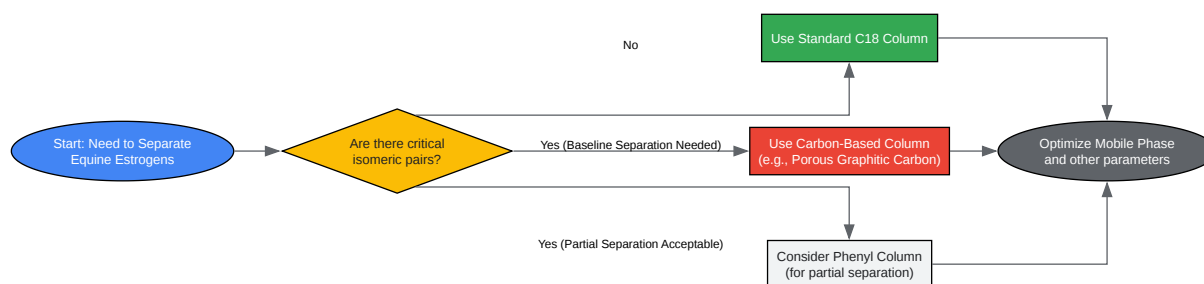 No
Use Standard C18 Column
Start: Need to Separate
Equine Estrogens
Are there critical
isomeric pairs?
Yes (Baseline Separation Needed)
Use Carbon-Based Column
(e.g., Porous Graphitic Carbon)
Optimize Mobile Phase
and other parameters
Yes (Partial Separation Acceptable)
Consider Phenyl Column
(for partial separation)